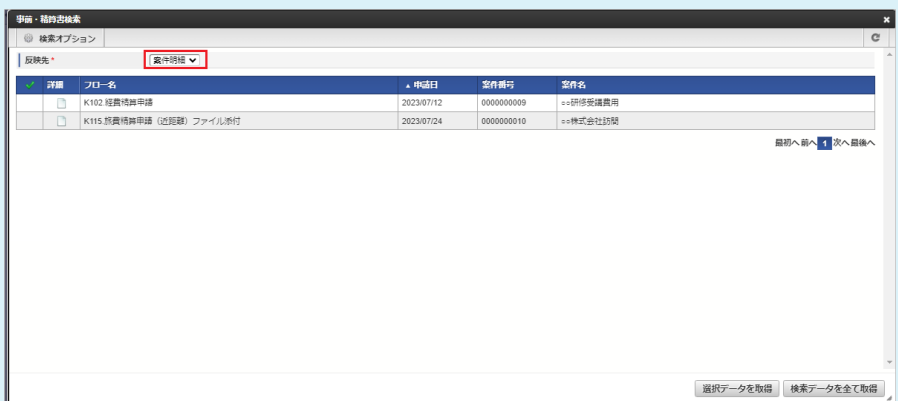 事前・精算書検索
検索オプション
反映先* 案件明細
詳細 フロー名 ▲ 申請日 案件番号 案件名
K102.経費精算申請 2023/07/12 0000000009 ○○研修受講費用
K115.旅費精算申請（近距離）ファイル添付 2023/07/24 0000000010 ○○株式会社訪問
最初へ 前へ 1 次へ 最後へ
選択データを取得 検索データを全て取得